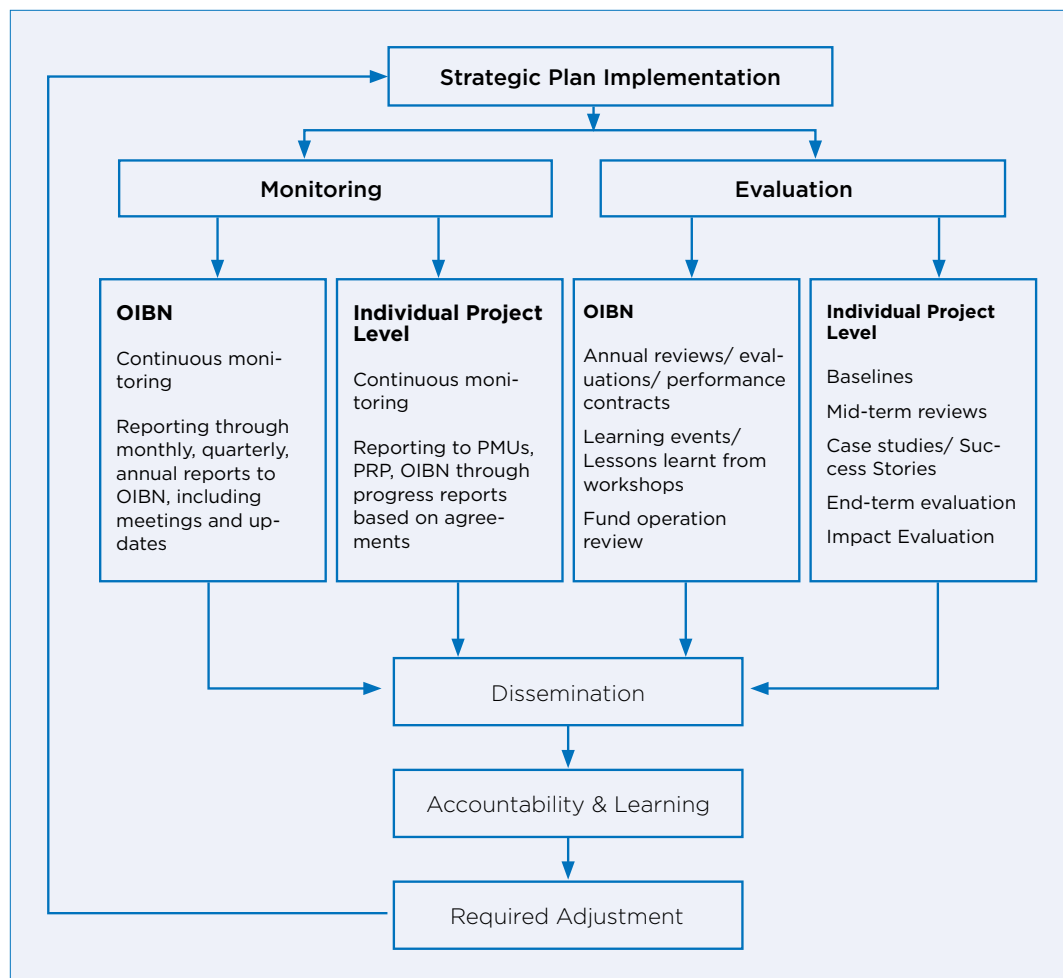 Strategic Plan Implementation
Monitoring
Evaluation
OIBN
Continuous moni-
toring
Reporting through
monthly, quarterly,
annual reports to
OIBN, including
meetings and up-
dates
Individual Project
Level
Continuous moni-
toring
Reporting to PMUs,
PRP, OIBN through
progress reports
based on agree-
ments
OIBN
Annual reviews/ eval-
uations/ performance
contracts
Learning events/
Lessons learnt from
workshops
Fund operation
review
Individual Project
Level
Baselines
Mid-term reviews
Case studies/ Suc-
cess Stories
End-term evaluation
Impact Evaluation
Dissemination
Accountability & Learning
Required Adjustment